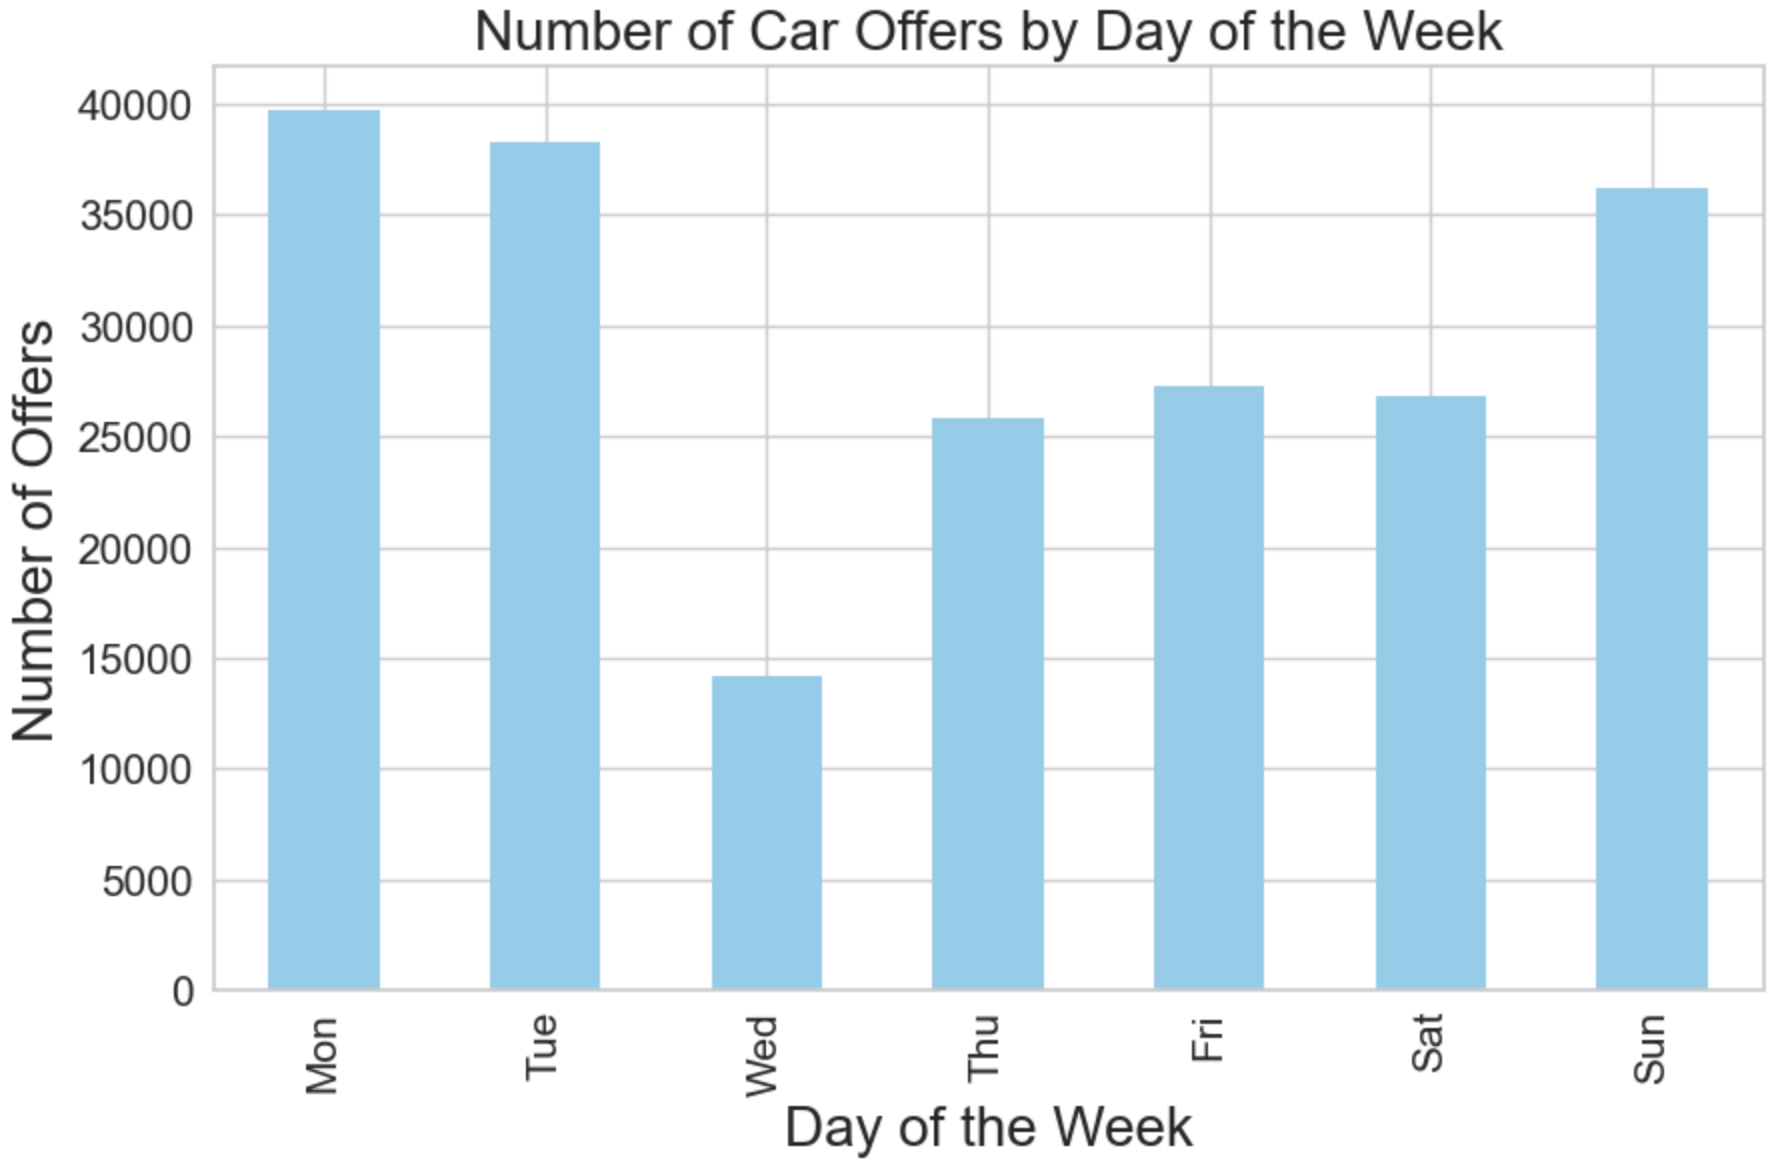 Number of Car Offers by Day of the Week
Number of Offers
40000
35000
30000
25000
20000
15000
10000
5000
0
Mon
Tue
Wed
Thu
Fri
Sat
Sun
Day of the Week